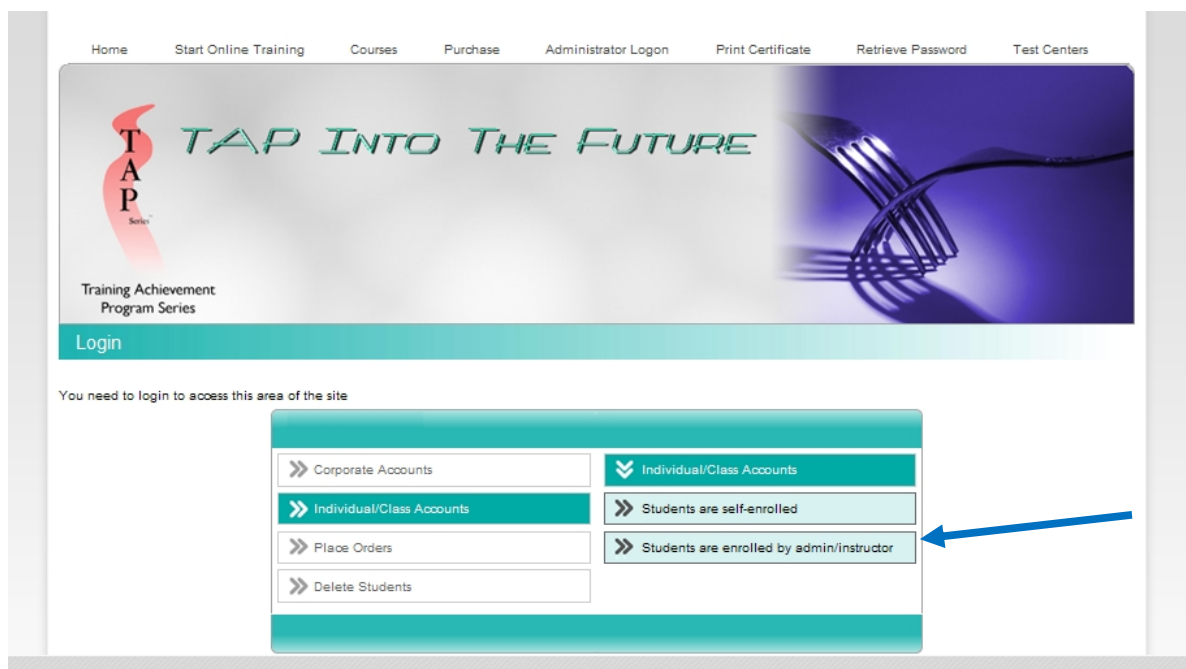 Home Start Online Training Courses Purchase Administrator Logon Print Certificate Retrieve Password Test Centers
TAP INTO THE FUTURE
T
A
P
Series™
Training Achievement
Program Series
Login
You need to login to access this area of the site
Corporate Accounts
Individual/Class Accounts
Place Orders
Delete Students
Individual/Class Accounts
Students are self-enrolled
Students are enrolled by admin/instructor